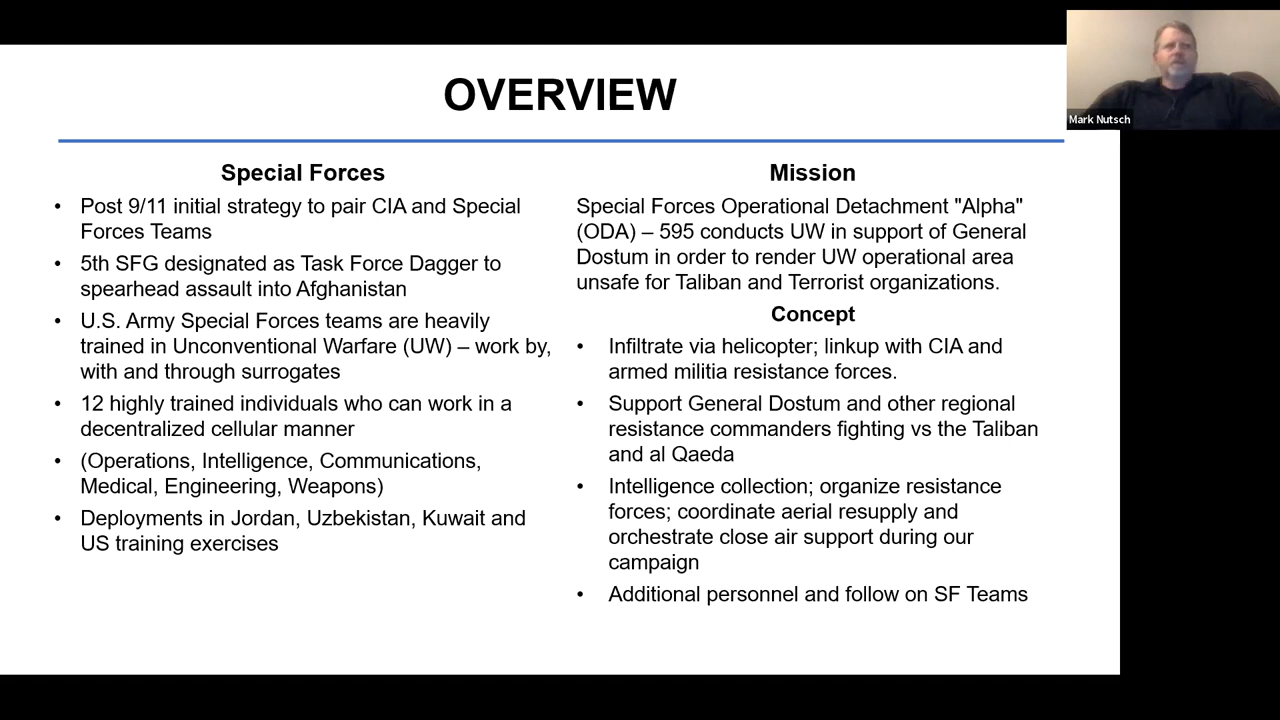 OVERVIEW
Mark Nutsch
Special Forces
• Post 9/11 initial strategy to pair CIA and Special
Forces Teams
• 5th SFG designated as Task Force Dagger to
spearhead assault into Afghanistan
• U.S. Army Special Forces teams are heavily
trained in Unconventional Warfare (UW) – work by,
with and through surrogates
• 12 highly trained individuals who can work in a
decentralized cellular manner
• (Operations, Intelligence, Communications,
Medical, Engineering, Weapons)
• Deployments in Jordan, Uzbekistan, Kuwait and
US training exercises
Mission
Special Forces Operational Detachment "Alpha"
(ODA) – 595 conducts UW in support of General
Dostum in order to render UW operational area
unsafe for Taliban and Terrorist organizations.
Concept
• Infiltrate via helicopter; linkup with CIA and
armed militia resistance forces.
• Support General Dostum and other regional
resistance commanders fighting vs the Taliban
and al Qaeda
• Intelligence collection; organize resistance
forces; coordinate aerial resupply and
orchestrate close air support during our
campaign
• Additional personnel and follow on SF Teams